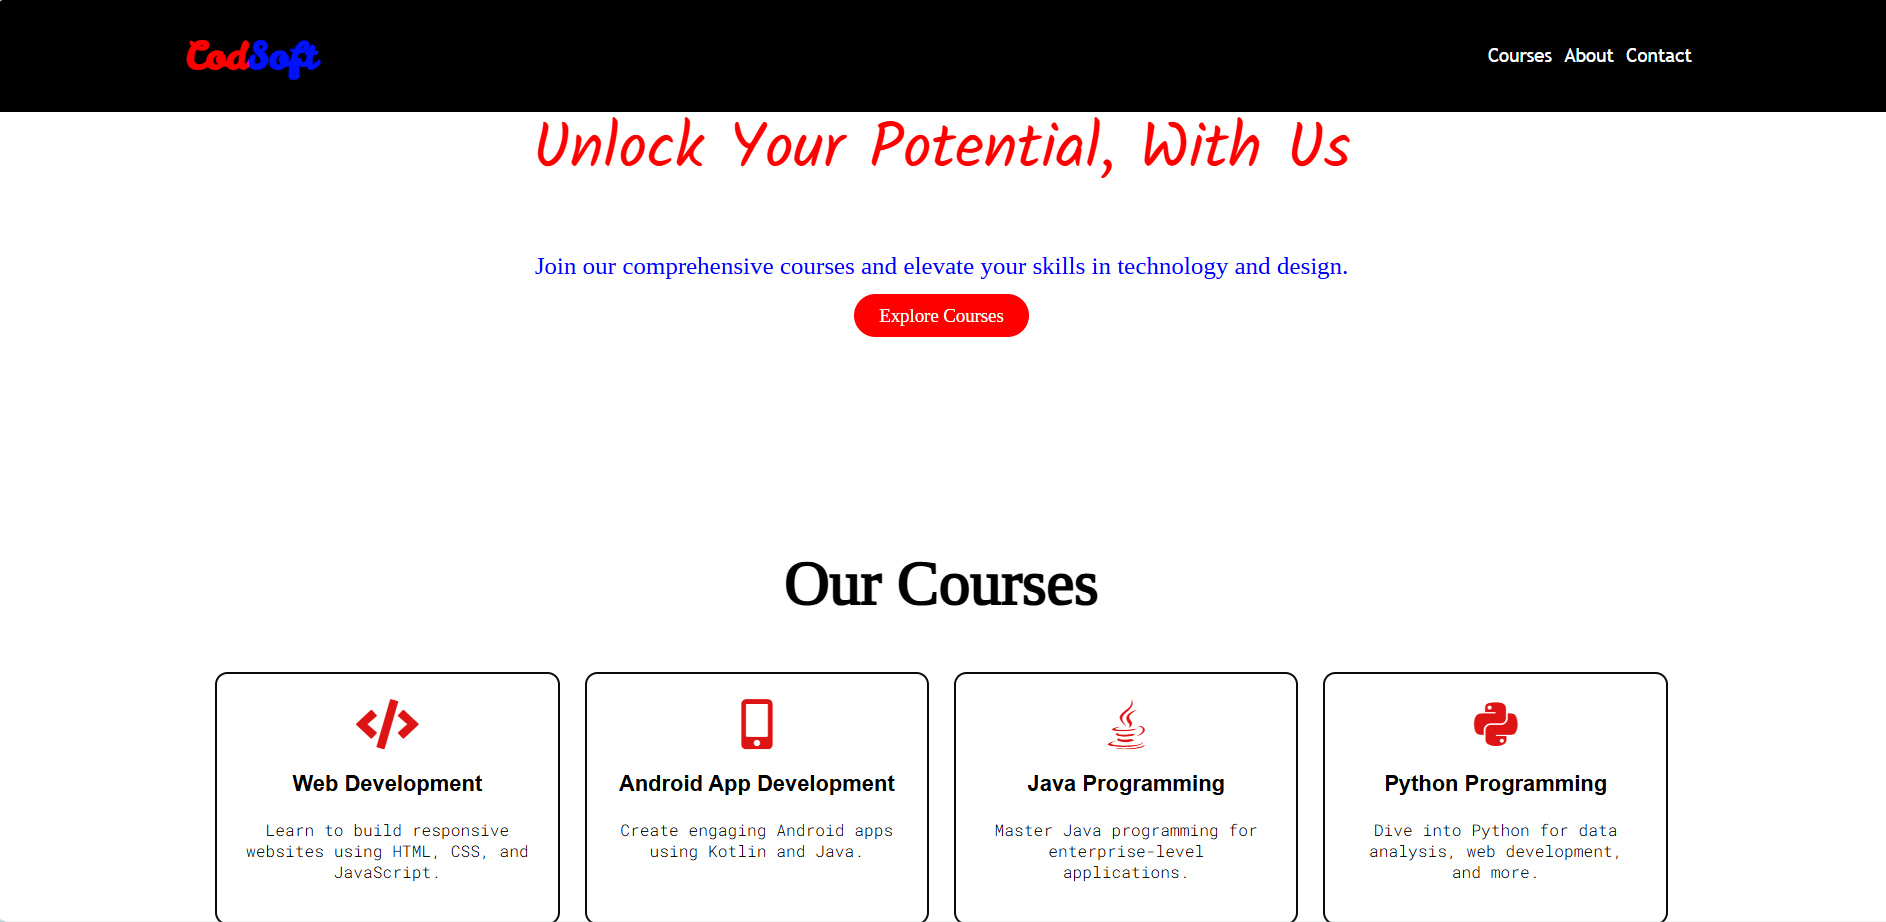 CodSoft
Courses About Contact
Unlock Your Potential, With Us
Join our comprehensive courses and elevate your skills in technology and design.
Explore Courses
Our Courses
Web Development
Learn to build responsive
websites using HTML, CSS, and
JavaScript.
Android App Development
Create engaging Android apps
using Kotlin and Java.
Java Programming
Master Java programming for
enterprise-level
applications.
Python Programming
Dive into Python for data
analysis, web development,
and more.